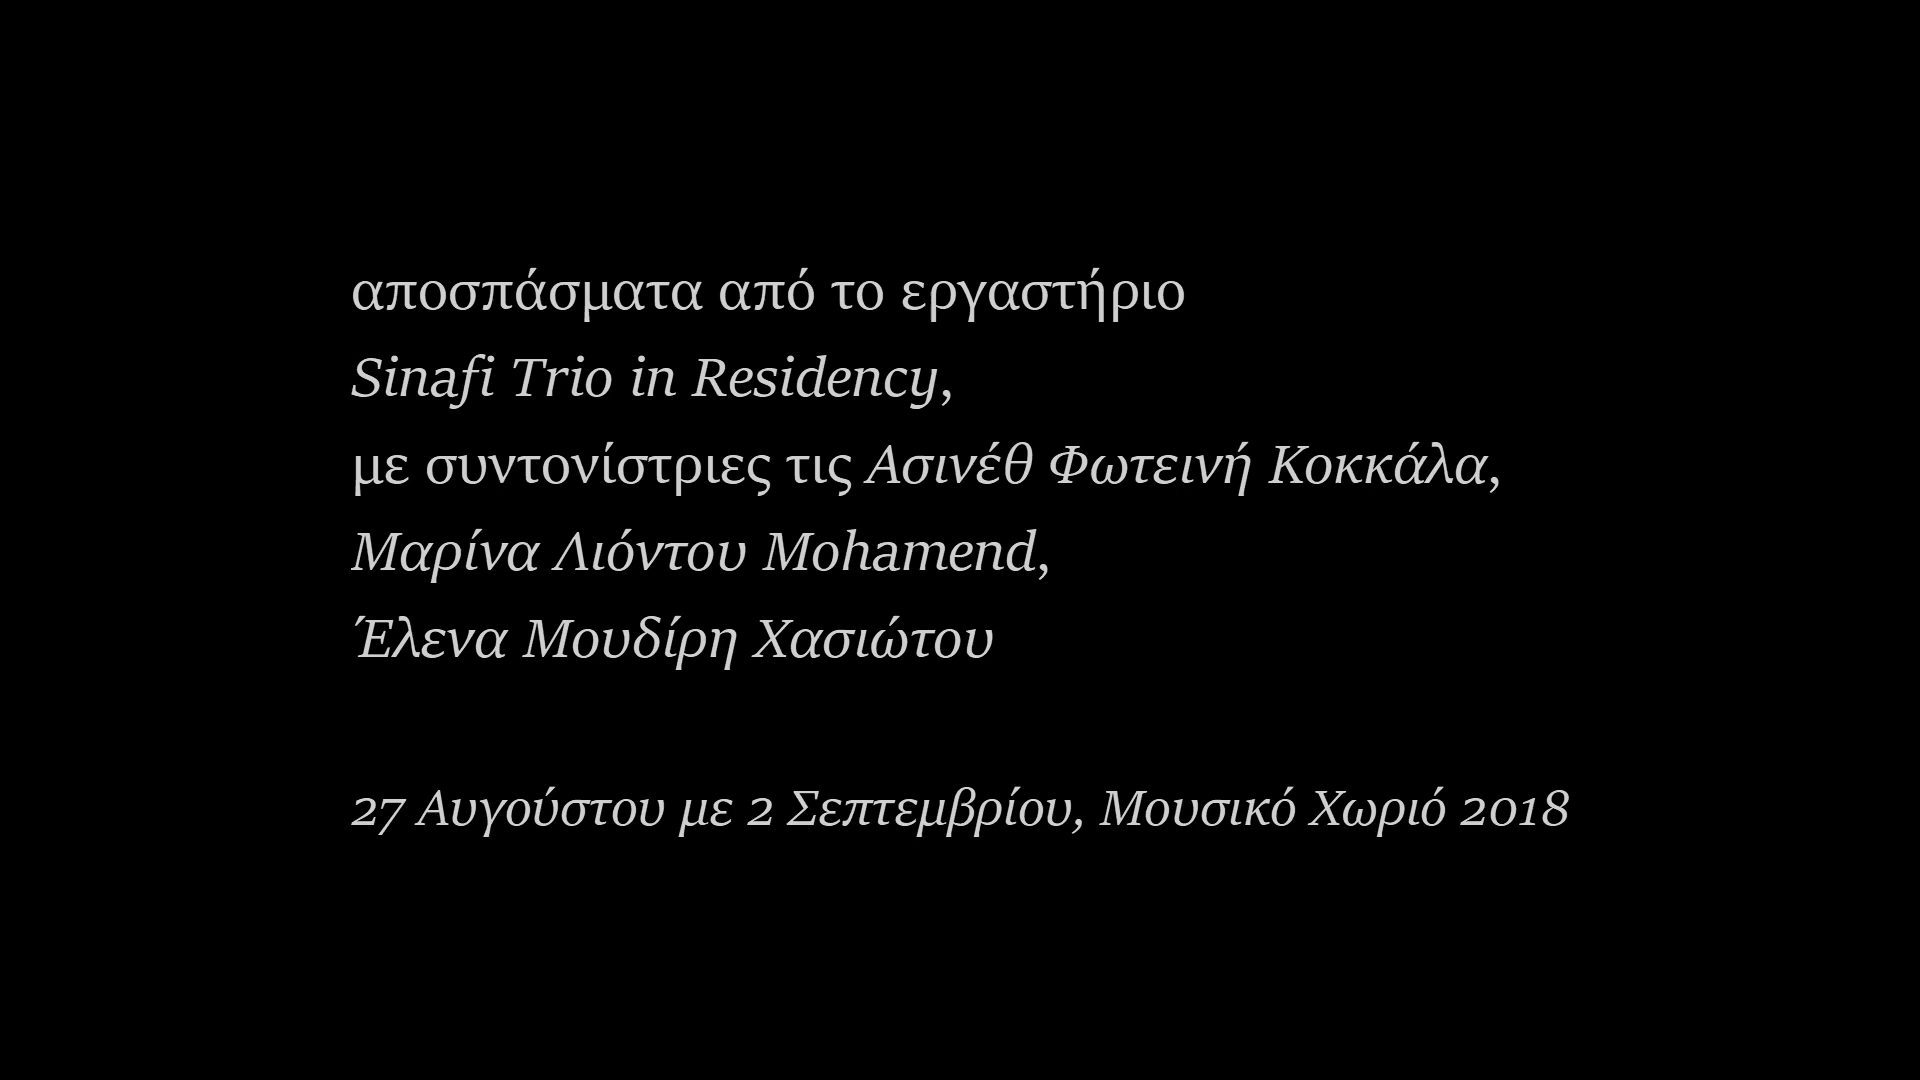 αποσπάσματα από το εργαστήριο
Sinafi Trio in Residency,
με συντονίστριες τις Ασινέθ Φωτεινή Κοκκάλα,
Μαρίνα Λιόντου Mohamend,
Έλενα Μουδίρη Χασιώτου
27 Αυγούστου με 2 Σεπτεμβρίου, Μουσικό Χωριό 2018